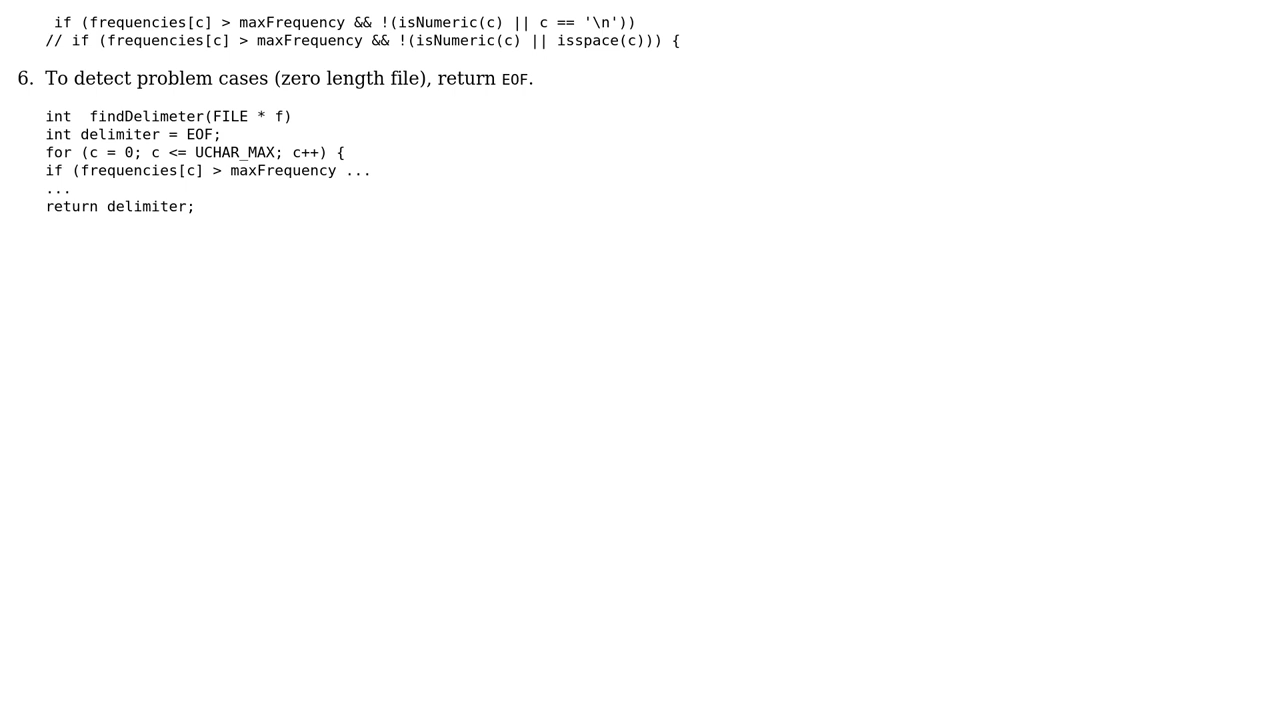 if (frequencies[c] > maxFrequency && !(isNumeric(c) || c == '\n'))
// if (frequencies[c] > maxFrequency && !(isNumeric(c) || isspace(c))) {
6. To detect problem cases (zero length file), return EOF.
int  findDelimeter(FILE * f)
int delimiter = EOF;
for (c = 0; c <= UCHAR_MAX; c++) {
if (frequencies[c] > maxFrequency ...
...
return delimiter;